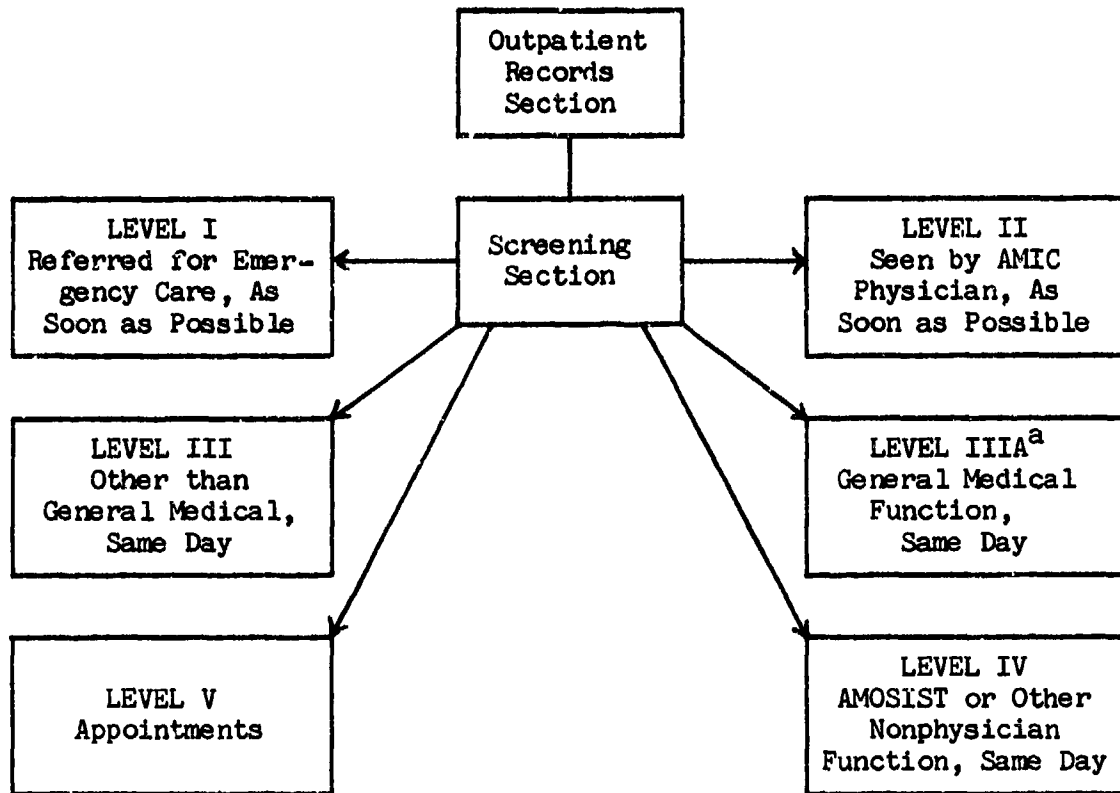 Outpatient
Records
Section
LEVEL I
Referred for Emer-
gency Care, As
Soon as Possible
Screening
Section
LEVEL II
Seen by AMIC
Physician, As
Soon as Possible
LEVEL III
Other than
General Medical,
Same Day
LEVEL IIIAa
General Medical
Function,
Same Day
LEVEL V
Appointments
LEVEL IV
AMOSIST or Other
Nonphysician
Function, Same Day